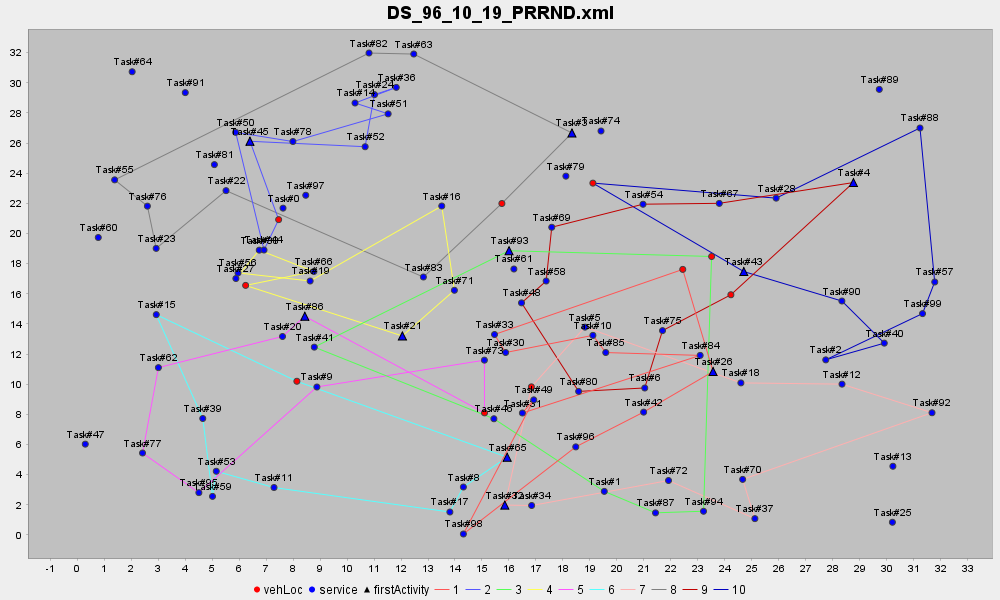 DS_96_10_19_PRRND.xml
Task#82
Task#63
32
Task#64
30
Task#91
Task#36
Task#24
Task#14
Task#89
Task#51
28
Task#50
Task#45
Task#78
Task#52
Task#3
Task#74
Task#88
26
Task#81
24
Task#55
Task#22
Task#97
Task#79
Task#4
Task#76
Task#0
Task#16
Task#54
Task#67
Task#28
22
Task#60
Task#23
Task#69
20
Task#93
18
Task#56
Task#27
Task#66
Task#19
Task#83
Task#61
Task#58
Task#43
Task#57
Task#71
Task#48
Task#90
16
Task#15
Task#86
Task#99
14
Task#20
Task#21
Task#33
Task#5
Task#10
Task#75
Task#40
Task#41
Task#30
Task#85
Task#84
Task#2
12
Task#62
Task#73
Task#26
Task#9
Task#80
Task#6
Task#18
Task#12
10
Task#49
Task#39
Task#46
Task#31
Task#42
Task#92
8
Task#47
Task#77
Task#65
Task#96
6
Task#53
Task#13
4
Task#95
Task#59
Task#11
Task#8
Task#1
Task#72
Task#70
Task#17
Task#32
Task#34
Task#87
Task#94
Task#37
Task#25
2
Task#98
0
-1 0 1 2 3 4 5 6 7 8 9 10 11 12 13 14 15 16 17 18 19 20 21 22 23 24 25 26 27 28 29 30 31 32 33
vehLoc service firstActivity 1 2 3 4 5 6 7 8 9 10